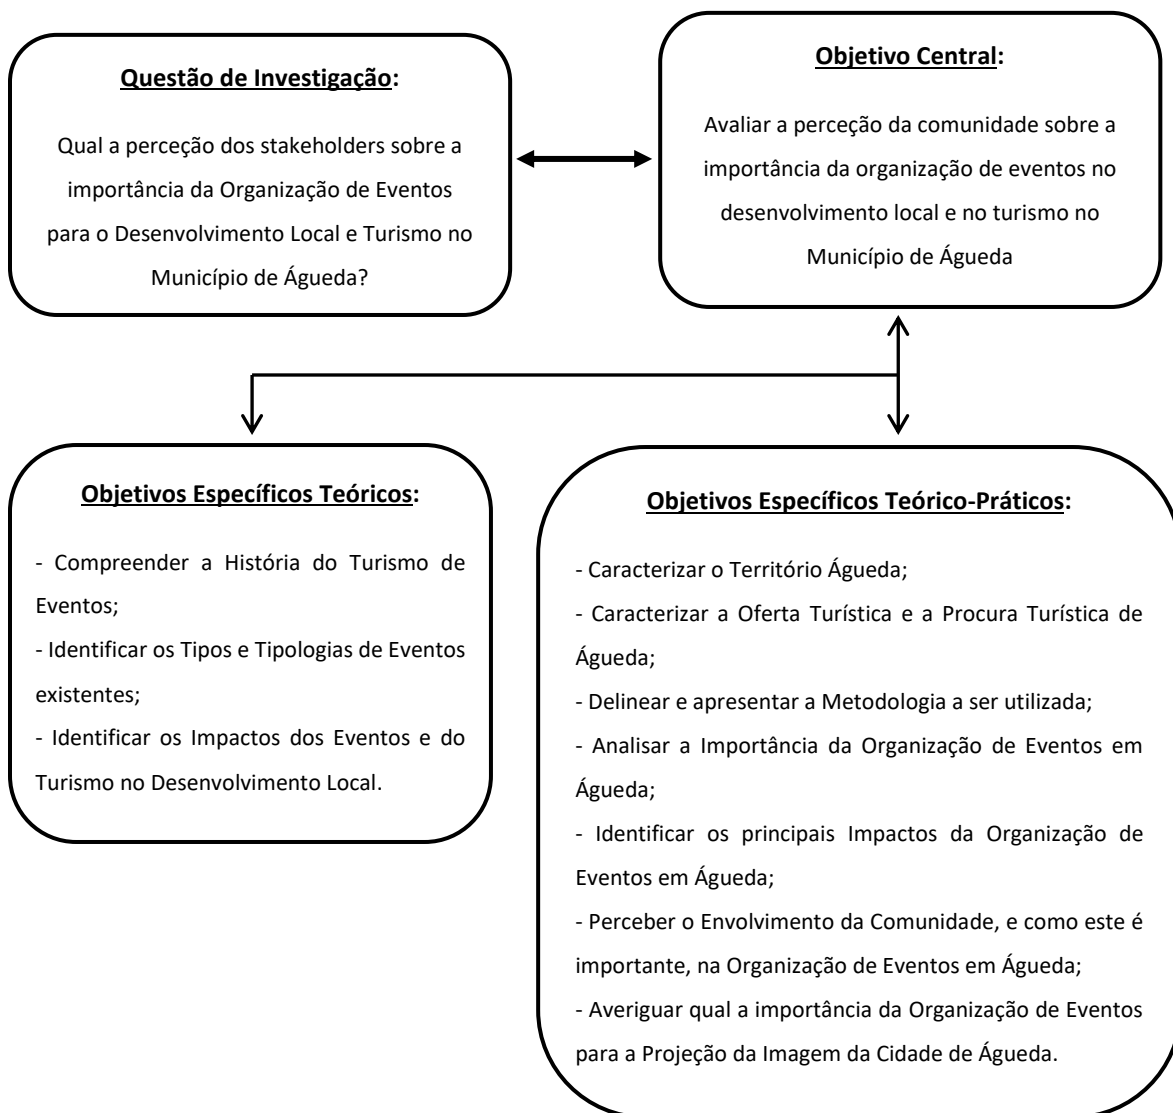 Questão de Investigação:
Qual a perceção dos stakeholders sobre a
importância da Organização de Eventos
para o Desenvolvimento Local e Turismo no
Município de Águeda?
Objetivo Central:
Avaliar a perceção da comunidade sobre a
importância da organização de eventos no
desenvolvimento local e no turismo no
Município de Águeda
Objetivos Específicos Teóricos:
- Compreender a História do Turismo de
Eventos;
- Identificar os Tipos e Tipologias de Eventos
existentes;
- Identificar os Impactos dos Eventos e do
Turismo no Desenvolvimento Local.
Objetivos Específicos Teórico-Práticos:
- Caracterizar o Território Águeda;
- Caracterizar a Oferta Turística e a Procura Turística de
Águeda;
- Delinear e apresentar a Metodologia a ser utilizada;
- Analisar a Importância da Organização de Eventos em
Águeda;
- Identificar os principais Impactos da Organização de
Eventos em Águeda;
- Perceber o Envolvimento da Comunidade, e como este é
importante, na Organização de Eventos em Águeda;
- Averiguar qual a importância da Organização de Eventos
para a Projeção da Imagem da Cidade de Águeda.